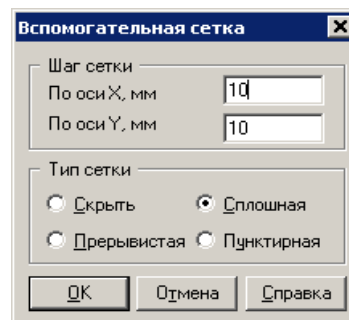 Вспомогательная сетка
Шаг сетки
По оси X, мм 10
По оси Y, мм 10
Тип сетки
Скрыть Сплошная
Прерывистая Пунктирная
OK Отмена Справка